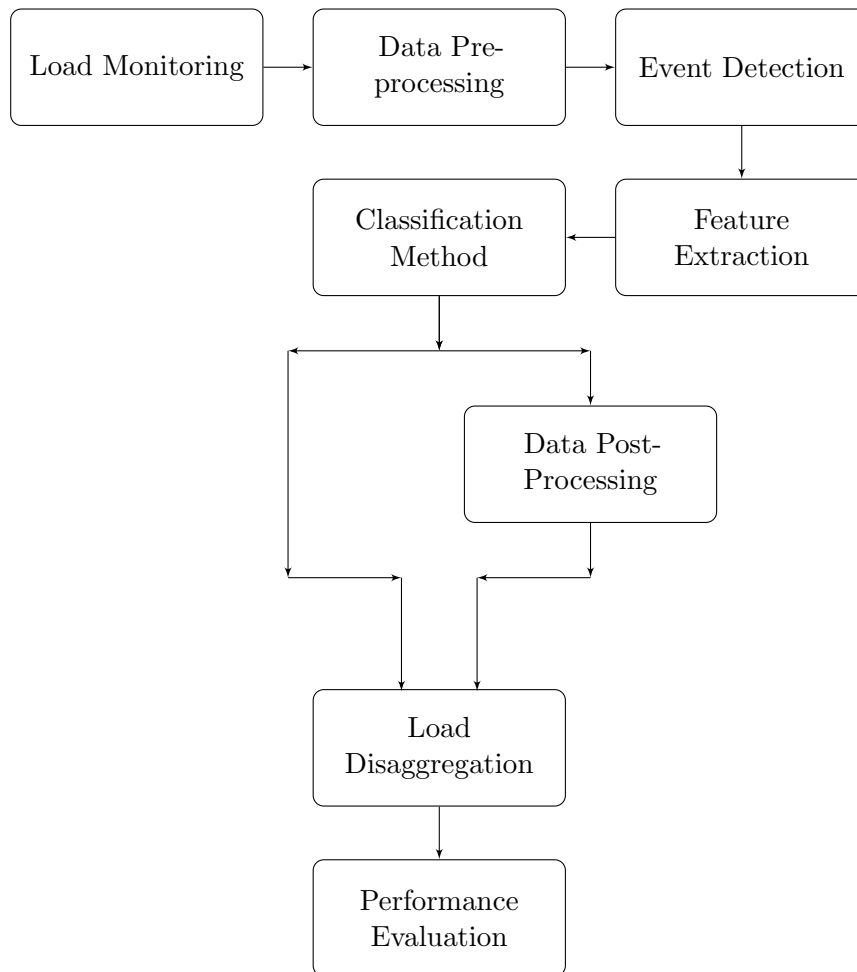 Load Monitoring
Data Pre-
processing
Event Detection
Feature
Extraction
Classification
Method
Data Post-
Processing
Load
Disaggregation
Performance
Evaluation